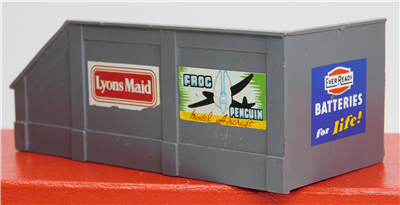 Lyons Maid
FROG
PENGUIN
Model Aircraft
EVER READY
BATTERIES
for life!